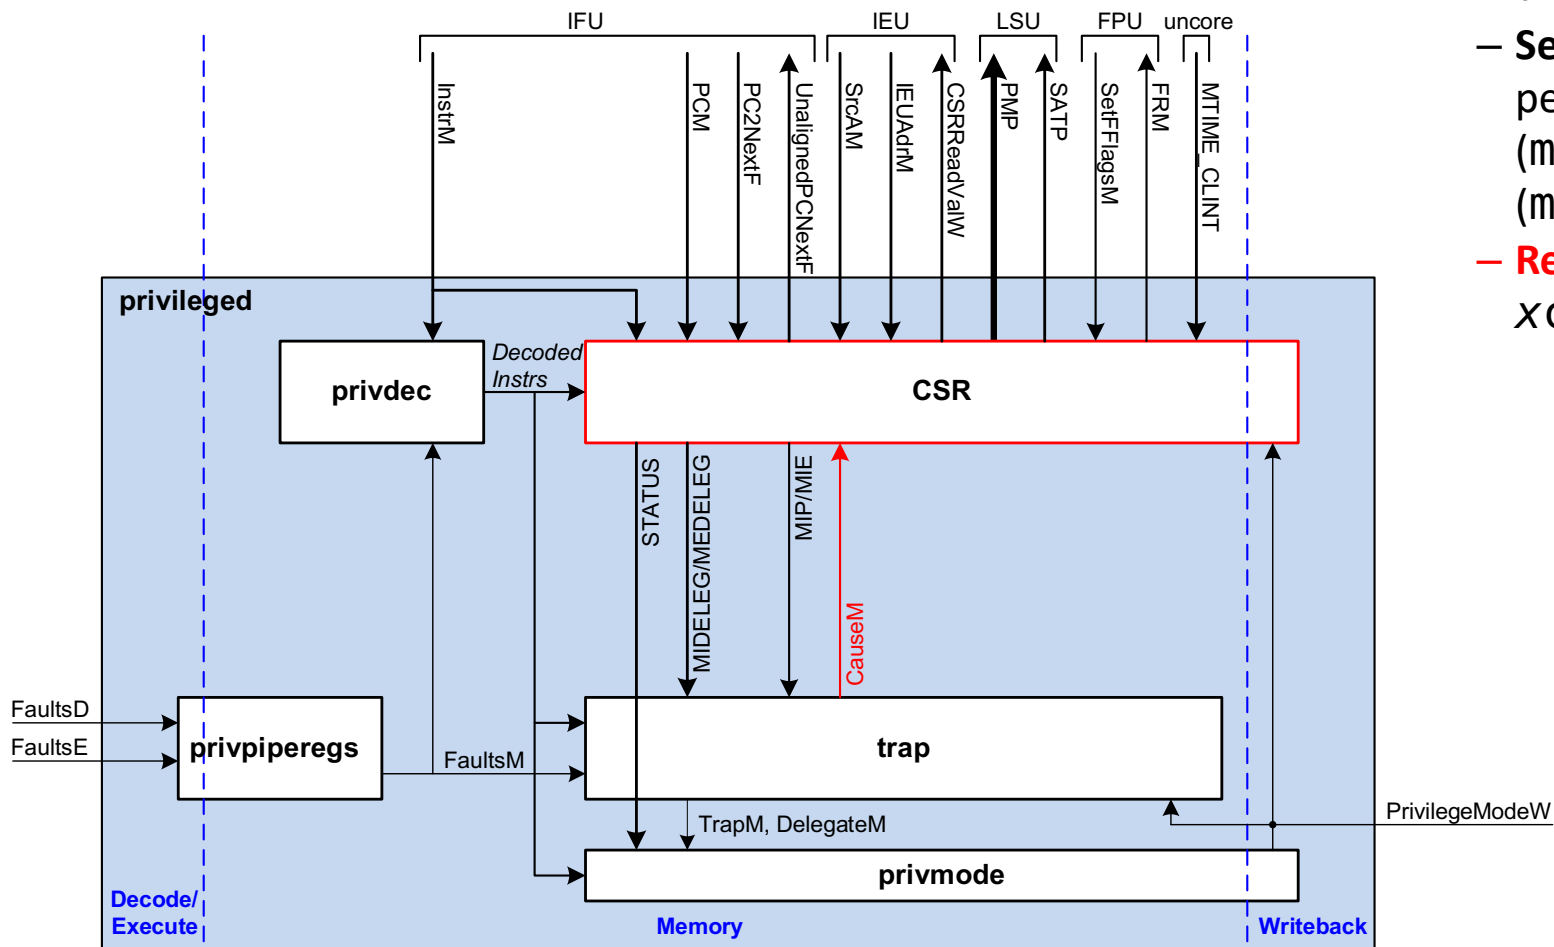 IFU
IEU
LSU
FPU
uncore
InstrM
PCM
PC2NextF
UnalignedPCNextF
SrcAM
IEUAdrM
CSRReadValW
PMP
SATP
SetFFlagsM
FRM
MTIME_CLINT
– Se
pe
(m
(m
– Re
xc
privileged
privdec
Decoded
Instrs
CSR
STATUS
MIDELEG/MEDELEG
MIP/MIE
CauseM
FaultsD
FaultsE
privpiperegs
FaultsM
trap
TrapM, DelegateM
PrivilegeModeW
privmode
Decode/
Execute
Memory
Writeback